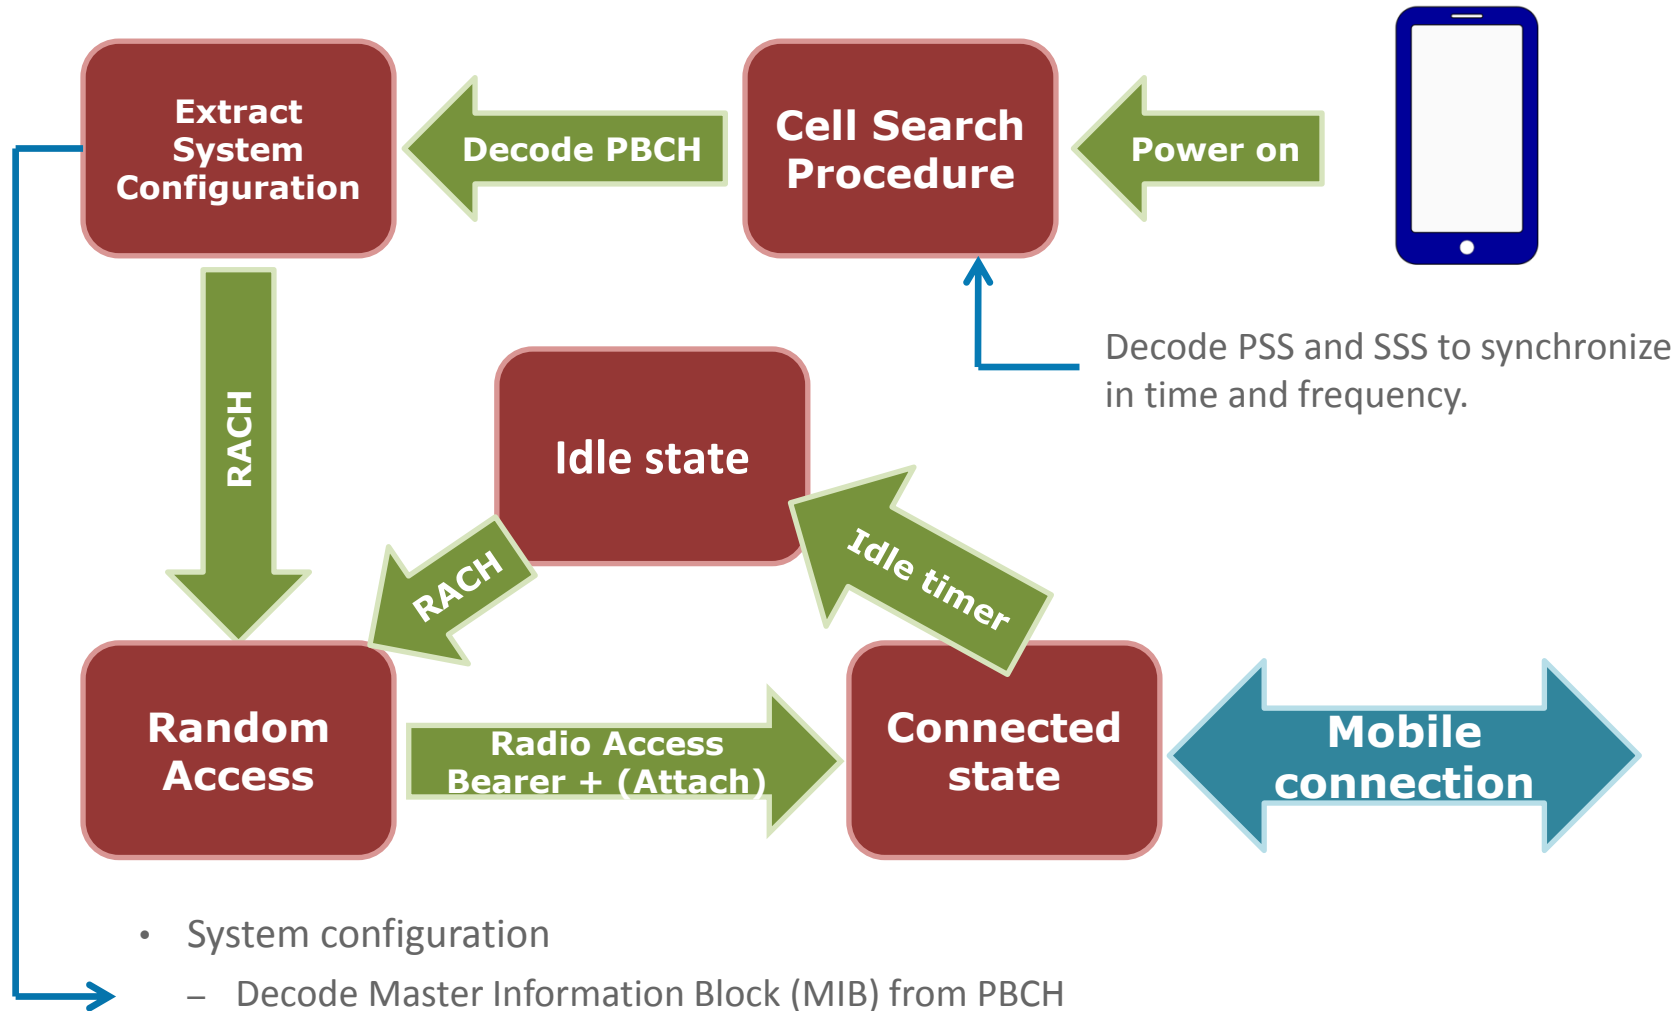 Extract
System
Configuration
Decode PBCH
Cell Search
Procedure
Power on
Decode PSS and SSS to synchronize
in time and frequency.
RACH
Idle state
RACH
Idle timer
Random
Access
Radio Access
Bearer + (Attach)
Connected
state
Mobile
connection
• System configuration
– Decode Master Information Block (MIB) from PBCH